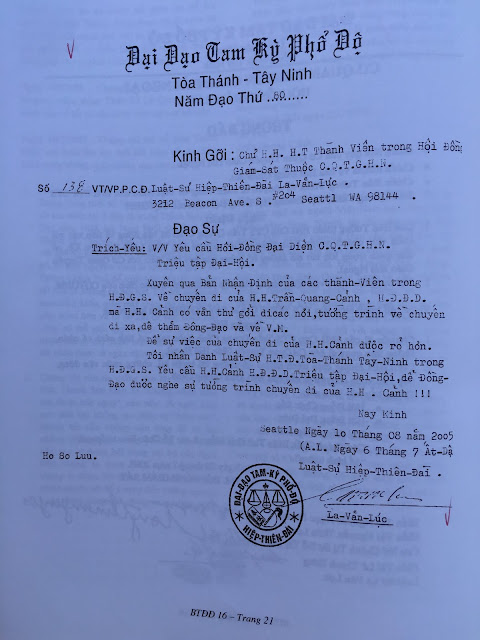 Đại Đạo Tam Kỳ Phổ Độ
Tòa Thánh - Tây Ninh
Năm Đạo Thứ ..80......
Kính Gởi : Chư H.H. H.T Thành Viên trong Hội Đồng
Giám-Sát Thuộc C.Q.T.G.H.N.
Số 138 VT/VP.P.C.Đ. Luật-Sư Hiệp-Thiên-Đài La-Văn-Lực .
3212 Beacon Ave. S . #204 Seattl WA 98144 .
Đạo Sự
Trích-Yếu: V/V Yêu cầu Hội-Đồng Đại Diện C.Q.T.G.H.N.
Triệu tập Đại-Hội.
Xuyên qua Bản Nhận Định của các thành-Viên trong
H.Đ.G.S. Về chuyến đi của H.H.Trần-Quang-Cảnh , H.Đ.Đ.D.
mà H.H. Cảnh có văn thư gởi đi các nơi, tường trình về chuyến
đi xa, để thăm Đồng-Đạo và về V.N.
Để sự việc của chuyến đi của H.H.Cảnh được rõ hơn.
Tôi nhân Danh Luật-Sư H.T.Đ.Tòa-Thánh Tây-Ninh trong
H.Đ.G.S. Yêu cầu H.H.Cảnh H.Đ.Đ.D.Triệu tập Đại-Hội, để Đồng-
Đạo được nghe sự tường trình chuyến đi của H.H . Cảnh !!!
Nay Kính
Seattle Ngày 10 Tháng 08 năm 2005
(A.L. Ngày 6 Tháng 7 Ất-Dậ
Ho So Luu.
Luật-Sư Hiệp-Thiên-Đài .
ĐẠI-ĐẠO-TAM-KỲ-PHỔ-ĐỘ
HIỆP-THIÊN-ĐÀI
La-Văn-Lực
BTDD 16 – Trang 21